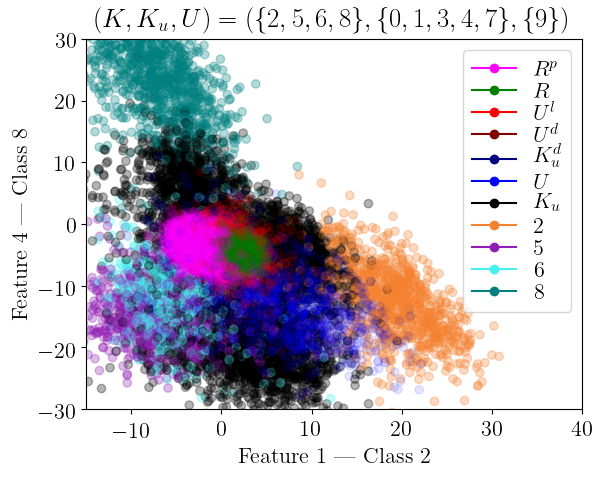 (K, K_u, U) = ({2, 5, 6, 8}, {0, 1, 3, 4, 7}, {9})
30
20
10
0
−10
−20
−30
Feature 4 — Class 8
R^p
R
U^l
U^d
K_u^d
U
K_u
2
5
6
8
−10
0
10
20
30
40
Feature 1 — Class 2